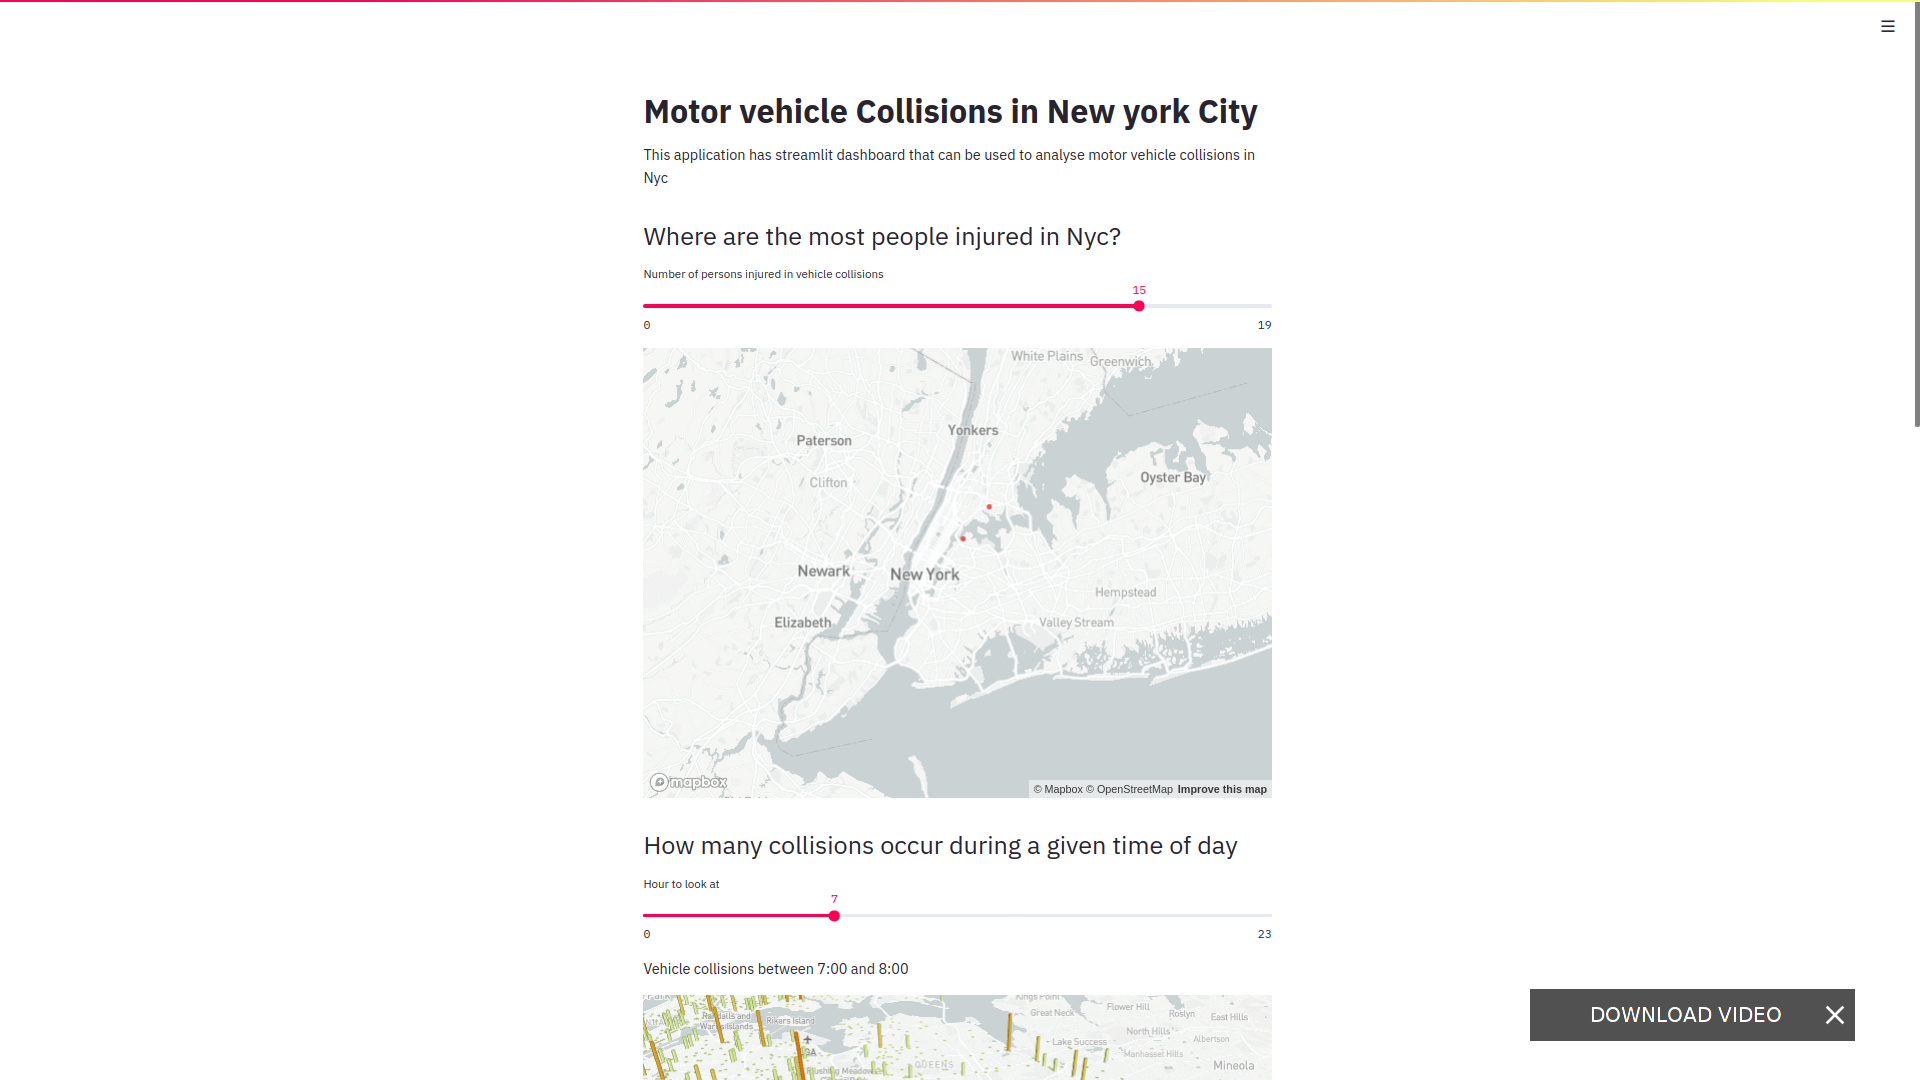 Motor vehicle Collisions in New york City
This application has streamlit dashboard that can be used to analyse motor vehicle collisions in
Nyc
Where are the most people injured in Nyc?
Number of persons injured in vehicle collisions
15
0 19
White Plains
Greenwich
Yonkers
Paterson
Oyster Bay
Clifton
Newark
New York
Hempstead
Elizabeth
Valley Stream
mapbox
© Mapbox © OpenStreetMap Improve this map
How many collisions occur during a given time of day
Hour to look at
7
0 23
Vehicle collisions between 7:00 and 8:00
Kings Point
Flower Hill
Great Neck
Roslyn
East Hills
Randalls and
Wards Islands
Rikers Island
North Hills
Albertson
Lake Success
Manhasset Hills
QUEENS
Mineola
DOWNLOAD VIDEO